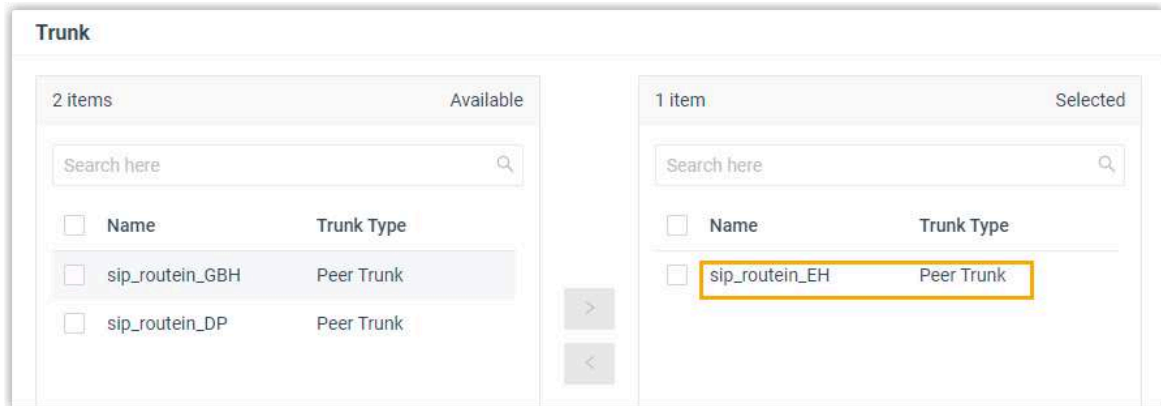 Trunk
2 items Available
Search here
Name Trunk Type
sip_routein_GBH Peer Trunk
sip_routein_DP Peer Trunk
>
<
1 item Selected
Search here
Name Trunk Type
sip_routein_EH Peer Trunk